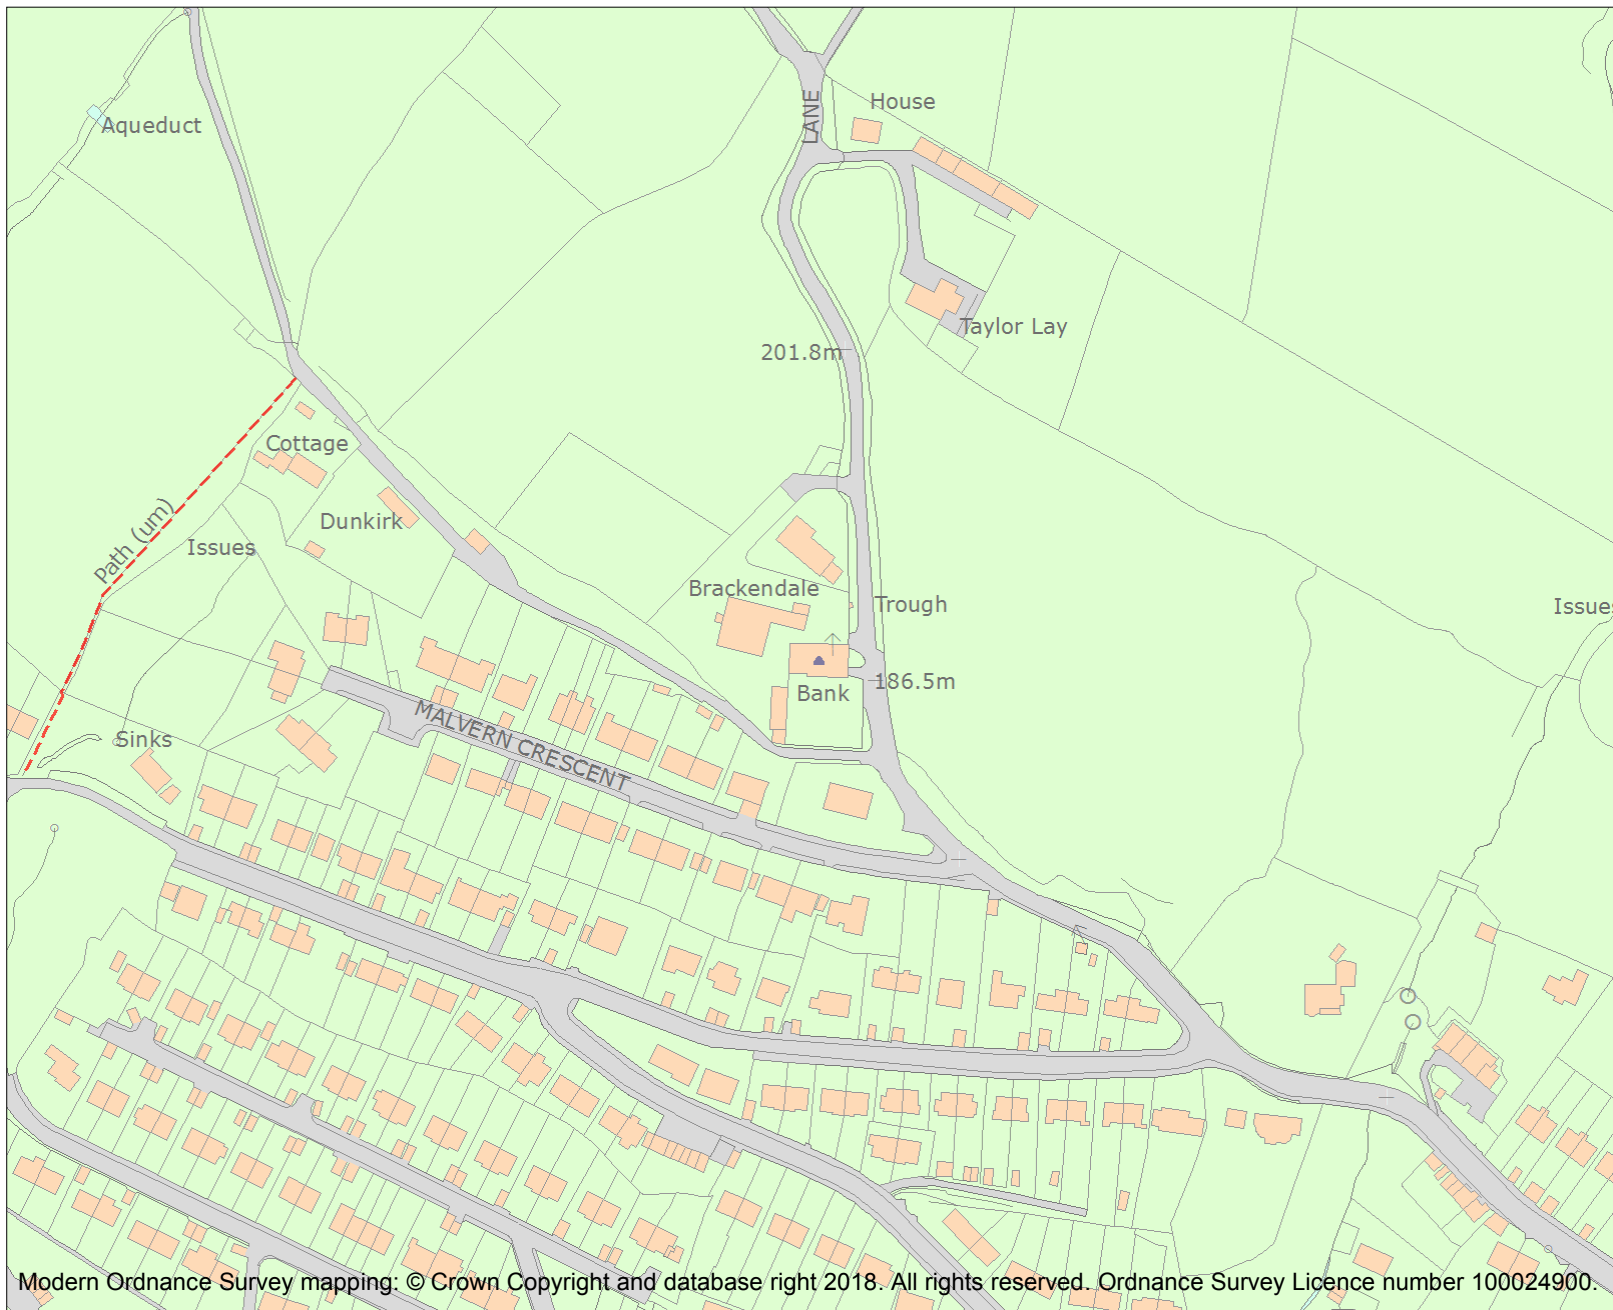 House
LANE
Aqueduct
Taylor Lay
201.8m
Cottage
Path (um)
Dunkirk
Issues
Brackendale
Trough
Issues
186.5m
Bank
MALVERN CRESCENT
Sinks
Modern Ordnance Survey mapping: © Crown Copyright and database right 2018. All rights reserved. Ordnance Survey Licence number 100024900.